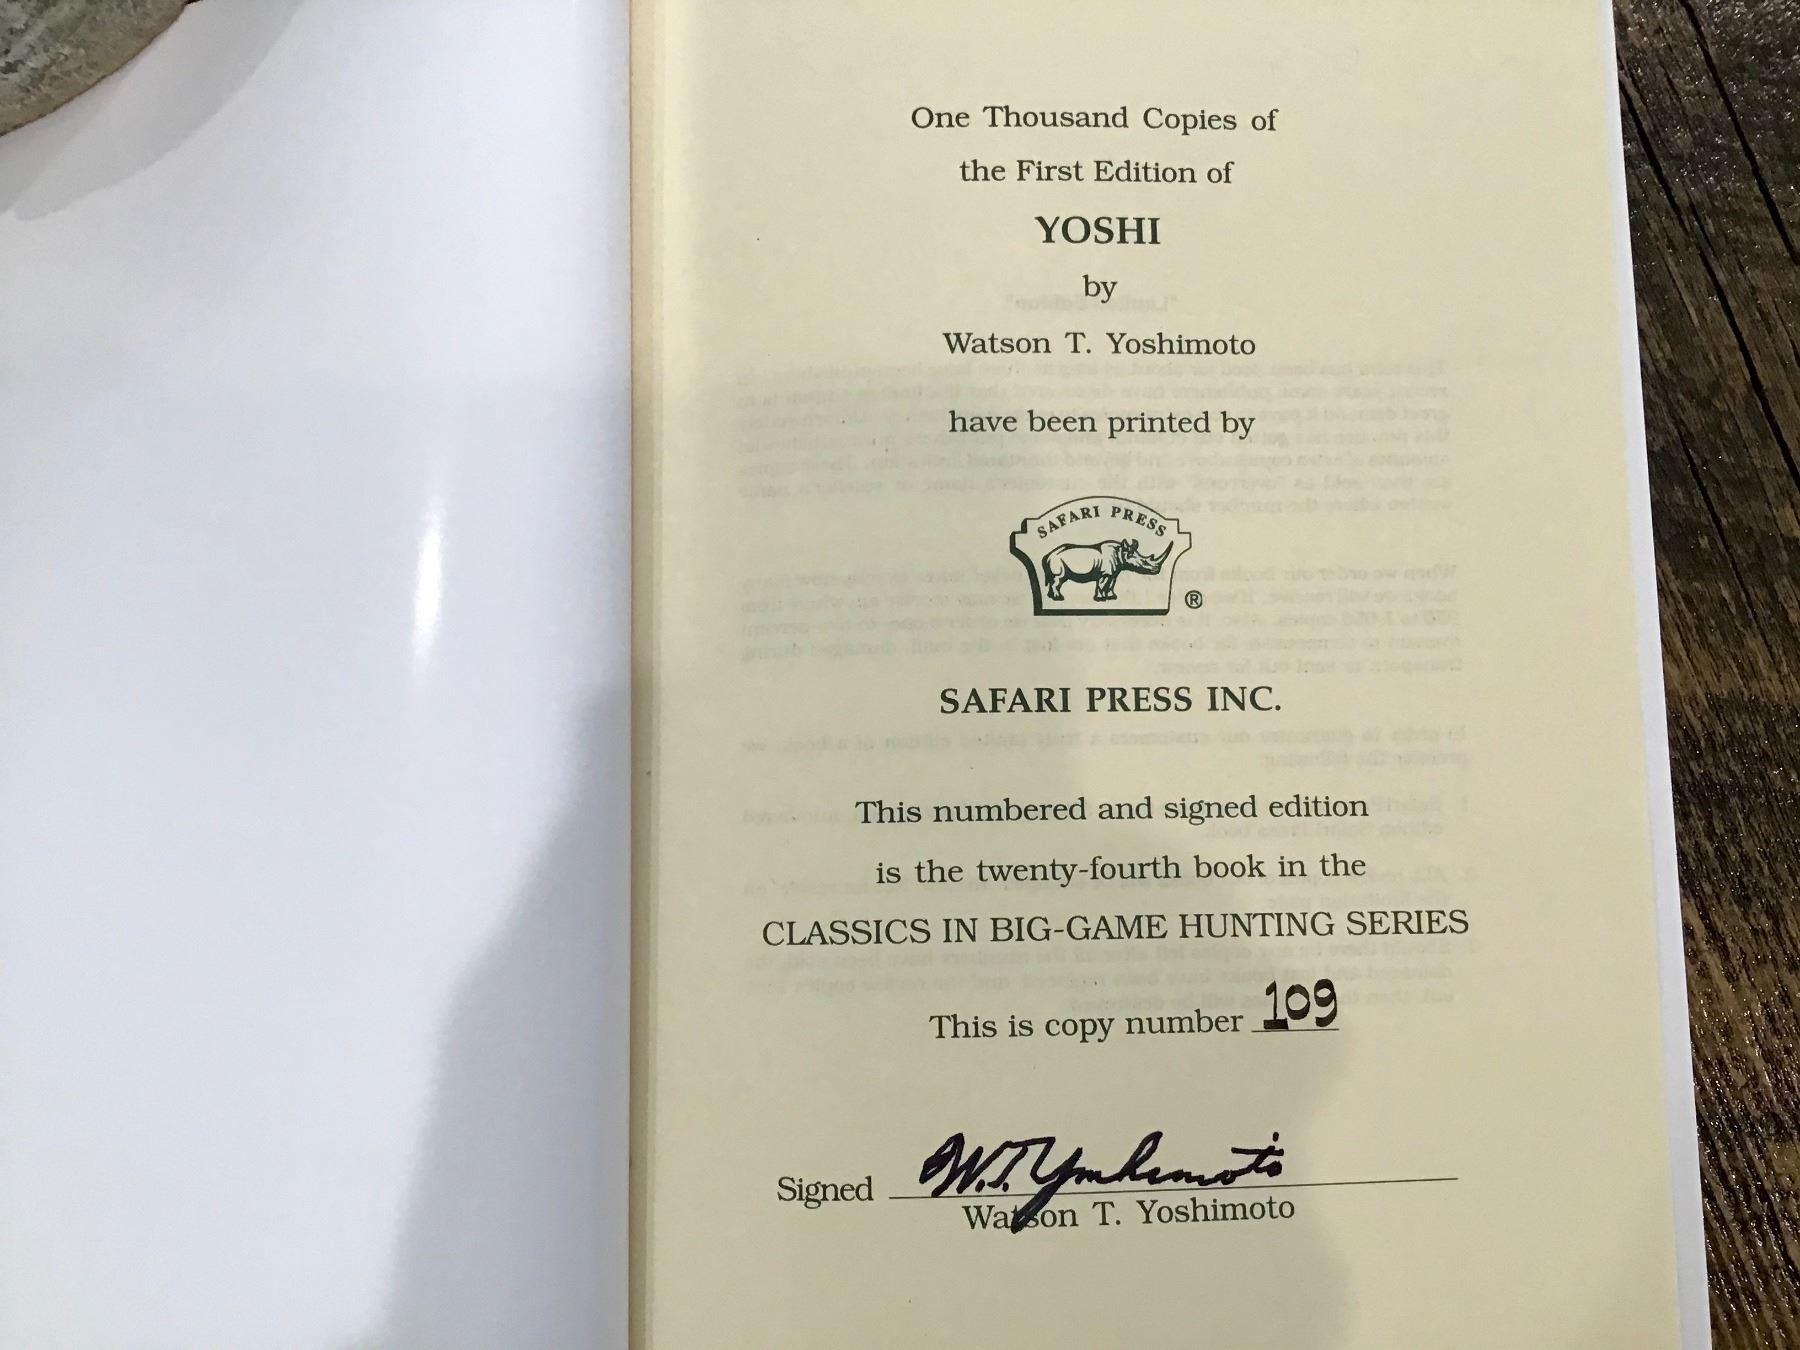 One Thousand Copies of
the First Edition of
YOSHI
by
Watson T. Yoshimoto
have been printed by
SAFARI PRESS
®
SAFARI PRESS INC.
This numbered and signed edition
is the twenty-fourth book in the
CLASSICS IN BIG-GAME HUNTING SERIES
This is copy number 109
Signed W.T. Yoshimoto
Watson T. Yoshimoto